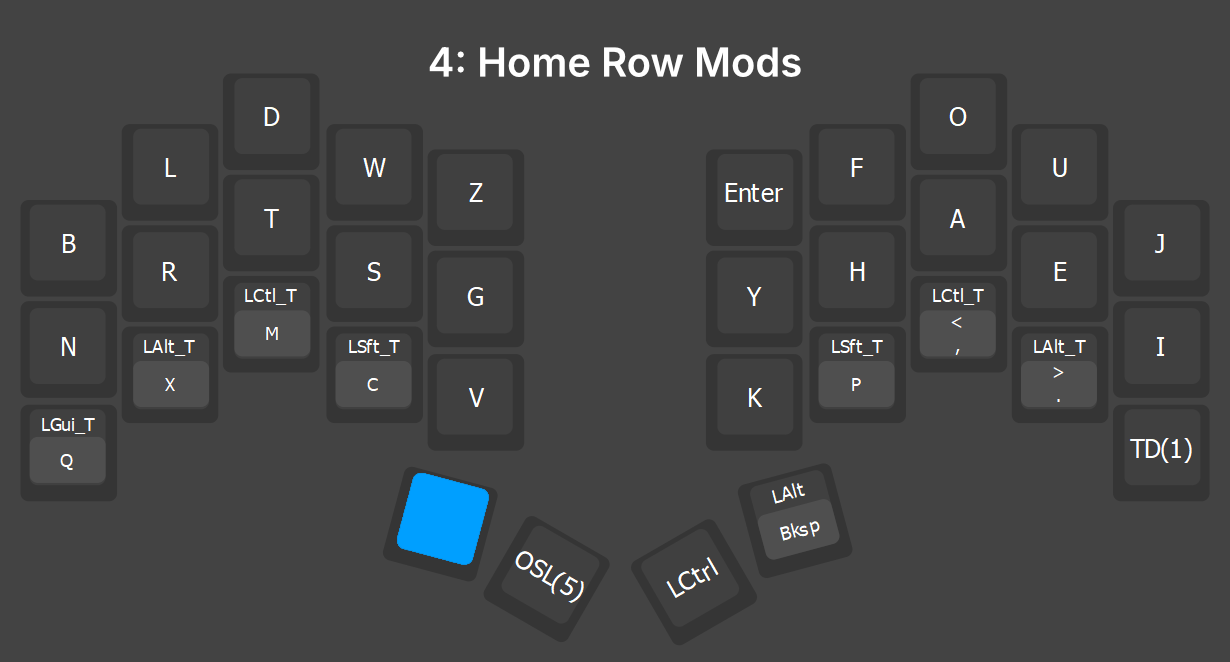 4: Home Row Mods
D
O
L
W
F
U
Z
Enter
T
A
B
J
R
S
H
E
G
Y
LCtl_T
M
LCtl_T
<
,
N
I
LAlt_T
X
LSft_T
C
LSft_T
P
LAlt_T
>
.
V
K
LGui_T
Q
TD(1)
LAlt
Bksp
OSL(5)
LCtrl